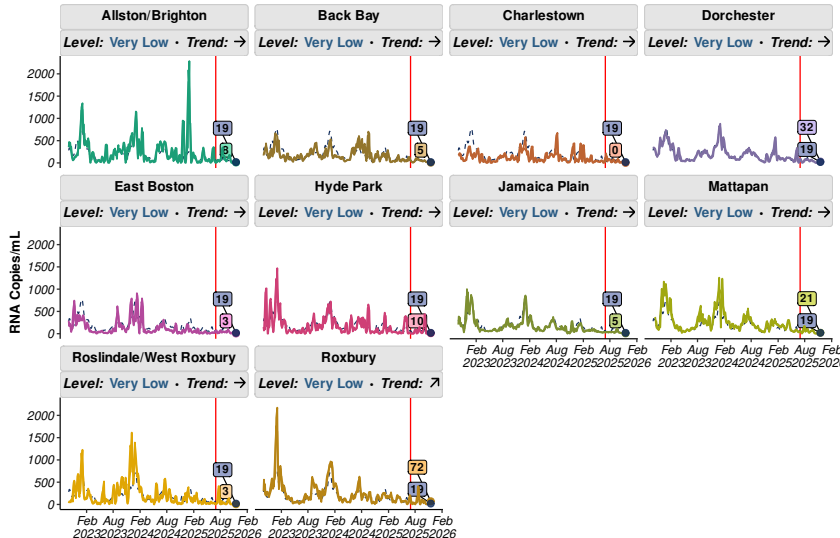 Allston/Brighton Back Bay Charlestown Dorchester
Level: Very Low · Trend: → Level: Very Low · Trend: → Level: Very Low · Trend: → Level: Very Low · Trend: →
2000
1500
1000
500
0
19 8
19 5
19 0
32 19
East Boston Hyde Park Jamaica Plain Mattapan
Level: Very Low · Trend: → Level: Very Low · Trend: → Level: Very Low · Trend: → Level: Very Low · Trend: →
RNA Copies/mL
2000
1500
1000
500
0
19 3
19 10
19 5
21 19
Feb 2023 Aug 2023 Feb 2024 Aug 2024 Feb 2025 Aug 2025 Feb 2026
Feb 2023 Aug 2023 Feb 2024 Aug 2024 Feb 2025 Aug 2025 Feb 2026
Roslindale/West Roxbury Roxbury
Level: Very Low · Trend: → Level: Very Low · Trend: ↗
2000
1500
1000
500
0
19 3
72 19
Feb 2023 Aug 2023 Feb 2024 Aug 2024 Feb 2025 Aug 2025 Feb 2026
Feb 2023 Aug 2023 Feb 2024 Aug 2024 Feb 2025 Aug 2025 Feb 2026